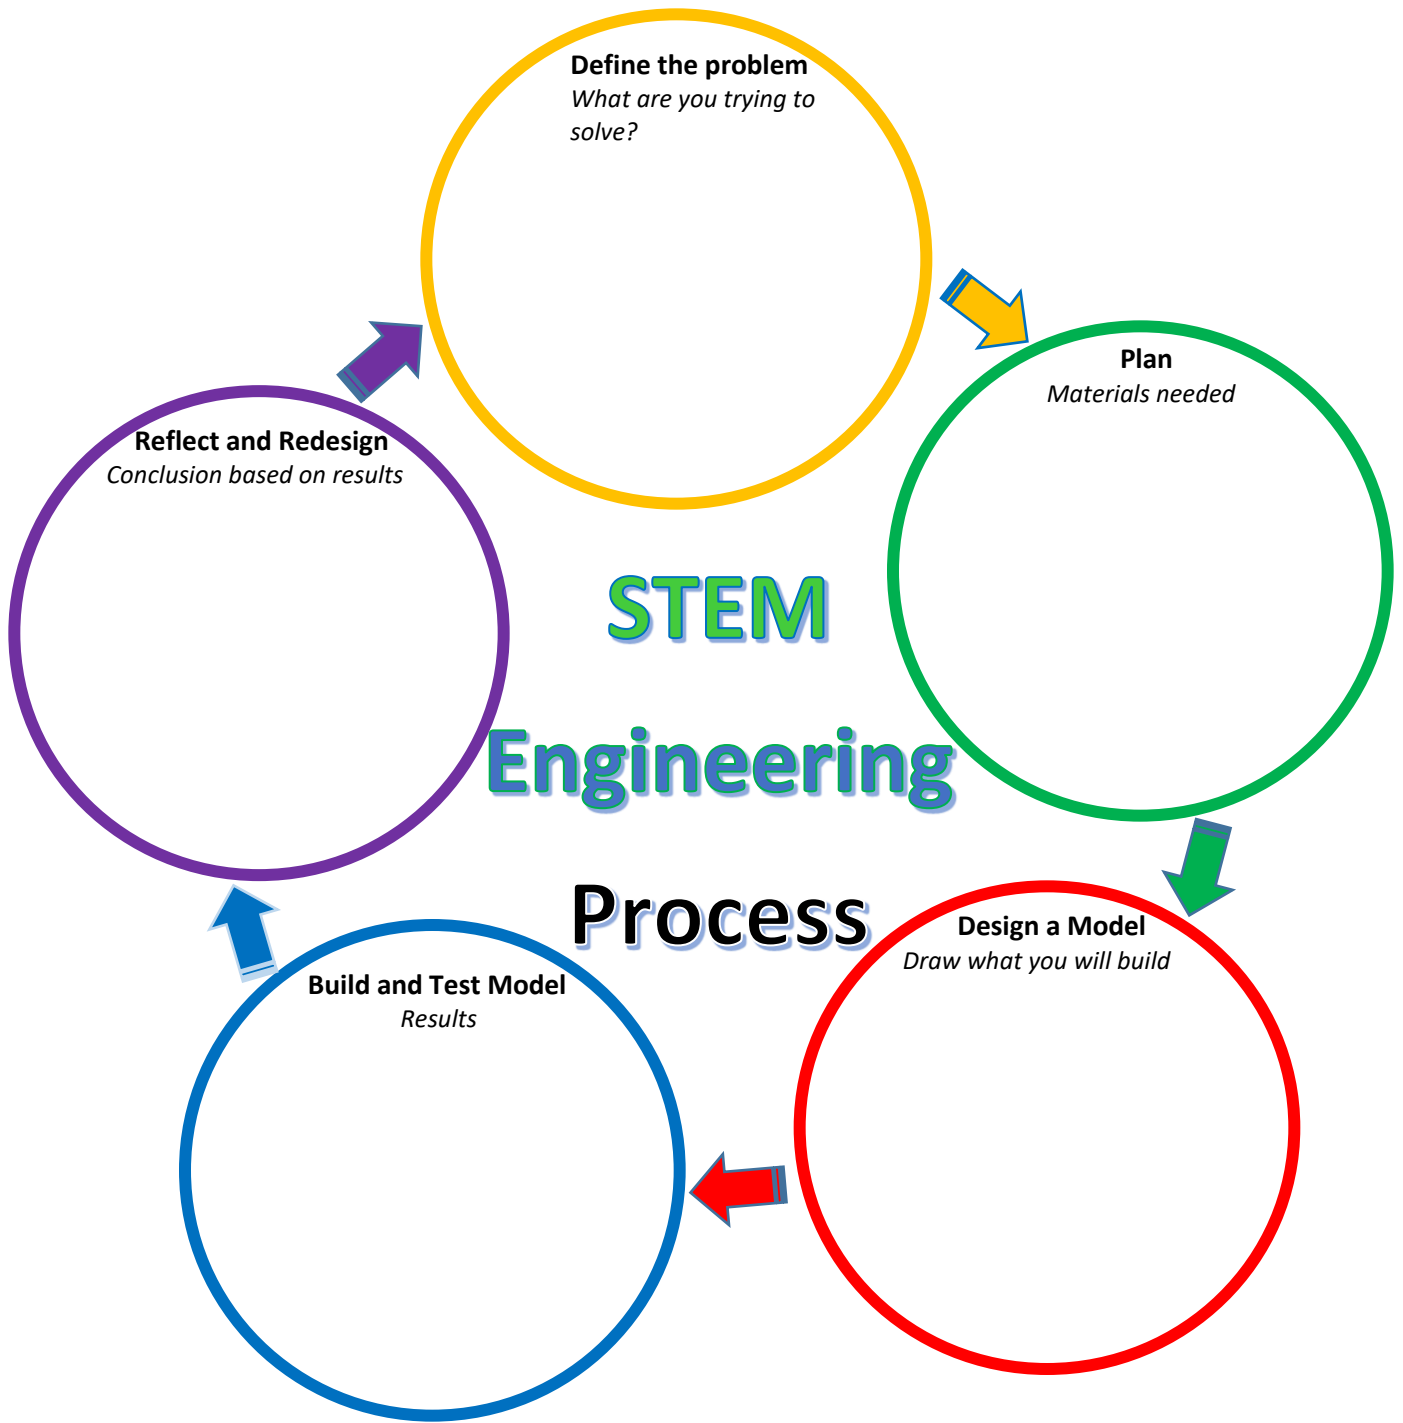 Define the problem
What are you trying to
solve?
Plan
Materials needed
Reflect and Redesign
Conclusion based on results
STEM
Engineering
Process
Design a Model
Draw what you will build
Build and Test Model
Results